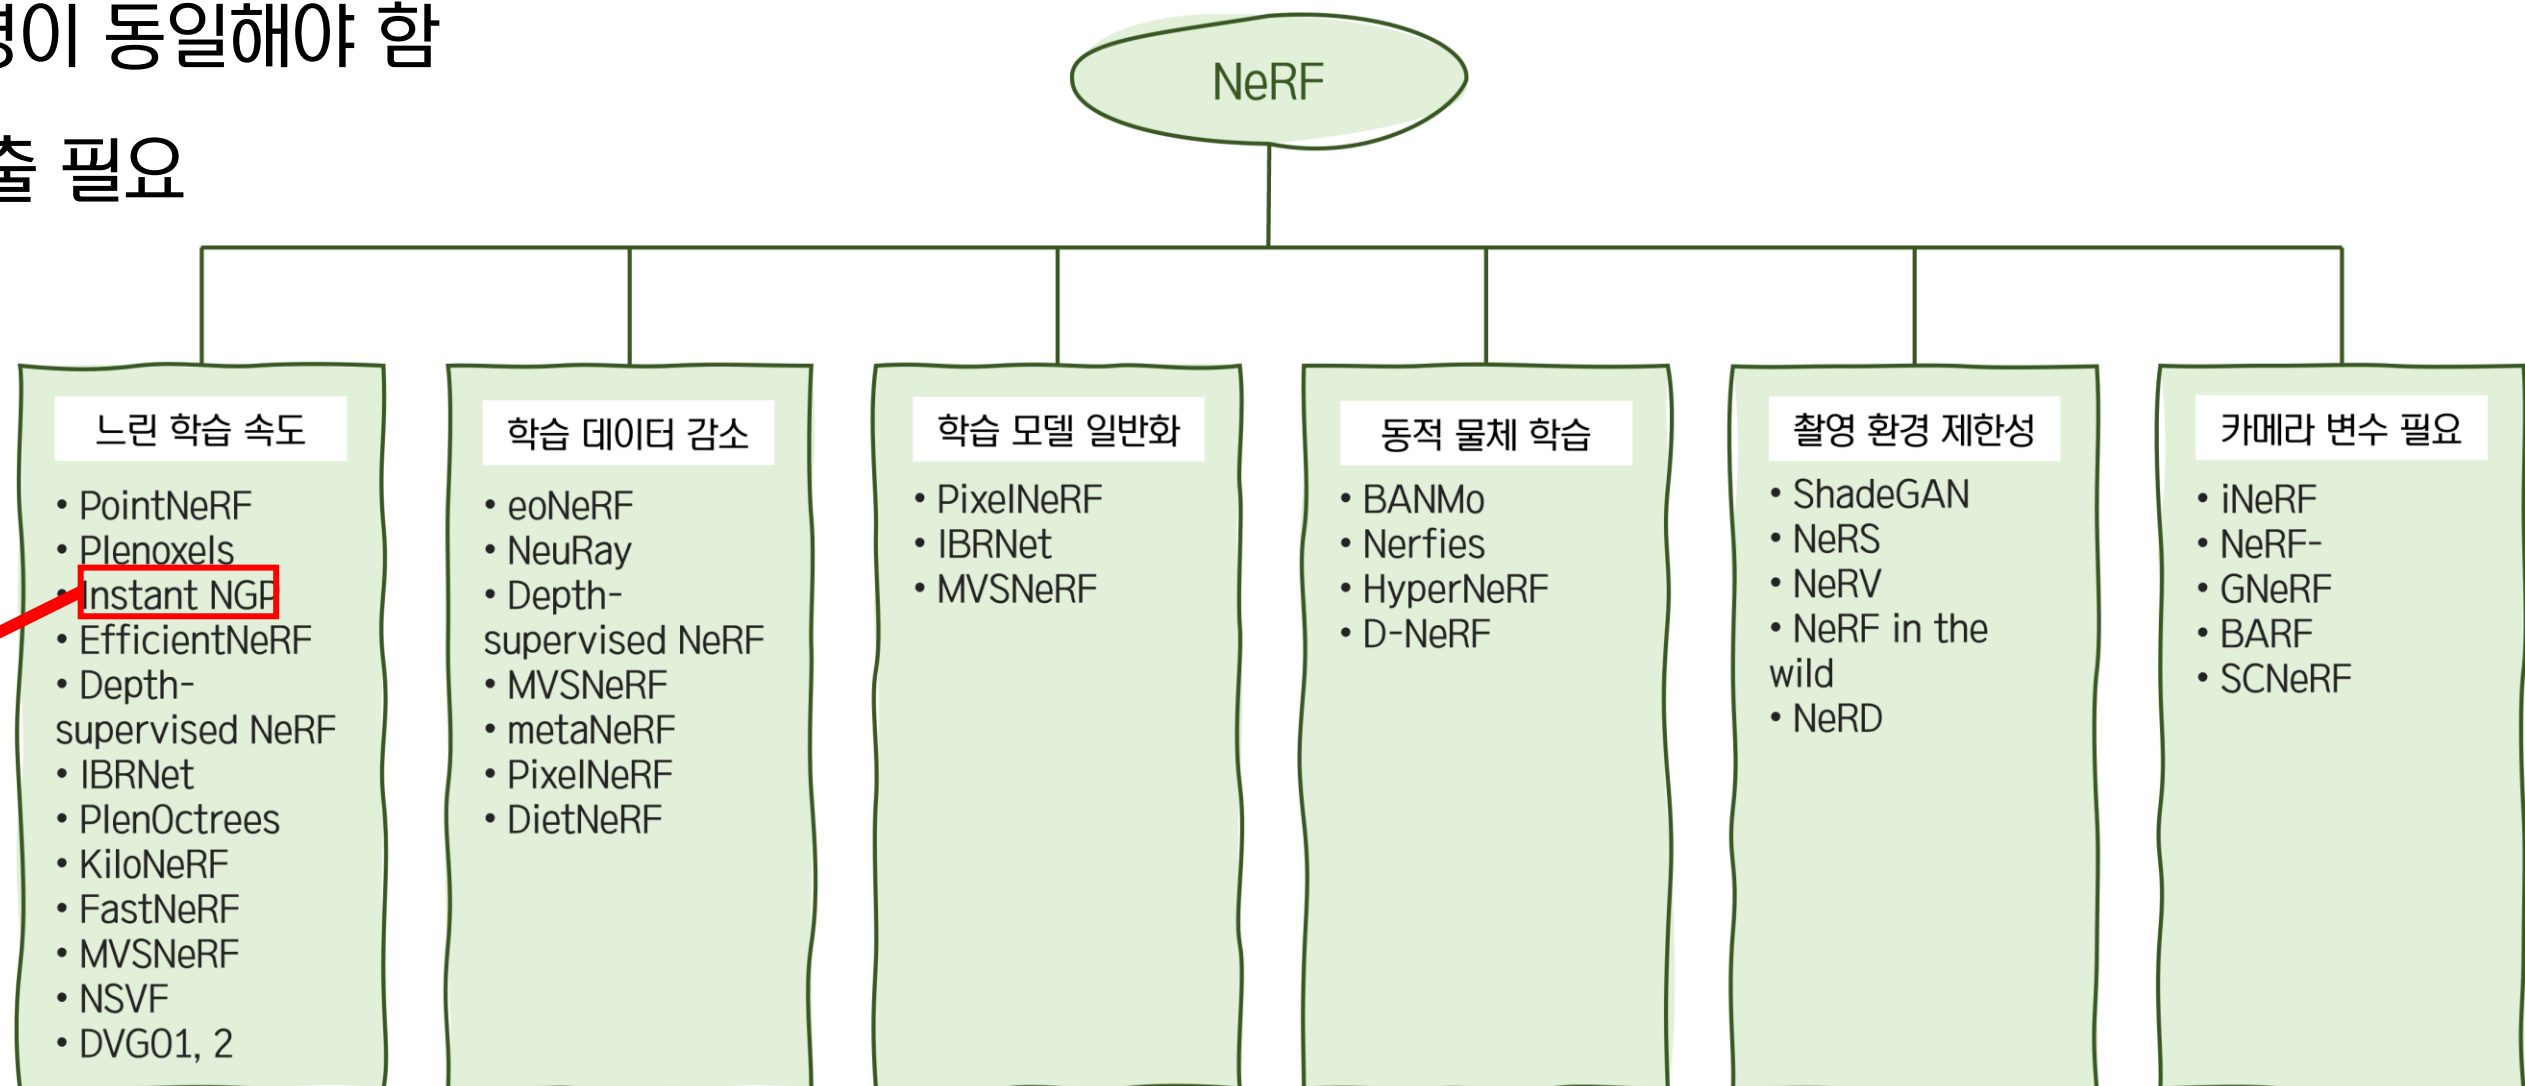 동일해야 함
필요
NeRF
느린 학습 속도
• PointNeRF
• Plenoxels
• Instant NGP
• EfficientNeRF
• Depth-
supervised NeRF
• IBRNet
• PlenOctrees
• KiloNeRF
• FastNeRF
• MVSNeRF
• NSVF
• DVGO1, 2
학습 데이터 감소
• eoNeRF
• NeuRay
• Depth-
supervised NeRF
• MVSNeRF
• metaNeRF
• PixelNeRF
• DietNeRF
학습 모델 일반화
• PixelNeRF
• IBRNet
• MVSNeRF
동적 물체 학습
• BANMo
• Nerfies
• HyperNeRF
• D-NeRF
촬영 환경 제한성
• ShadeGAN
• NeRS
• NeRV
• NeRF in the
wild
• NeRD
카메라 변수 필요
• iNeRF
• NeRF-
• GNeRF
• BARF
• SCNeRF